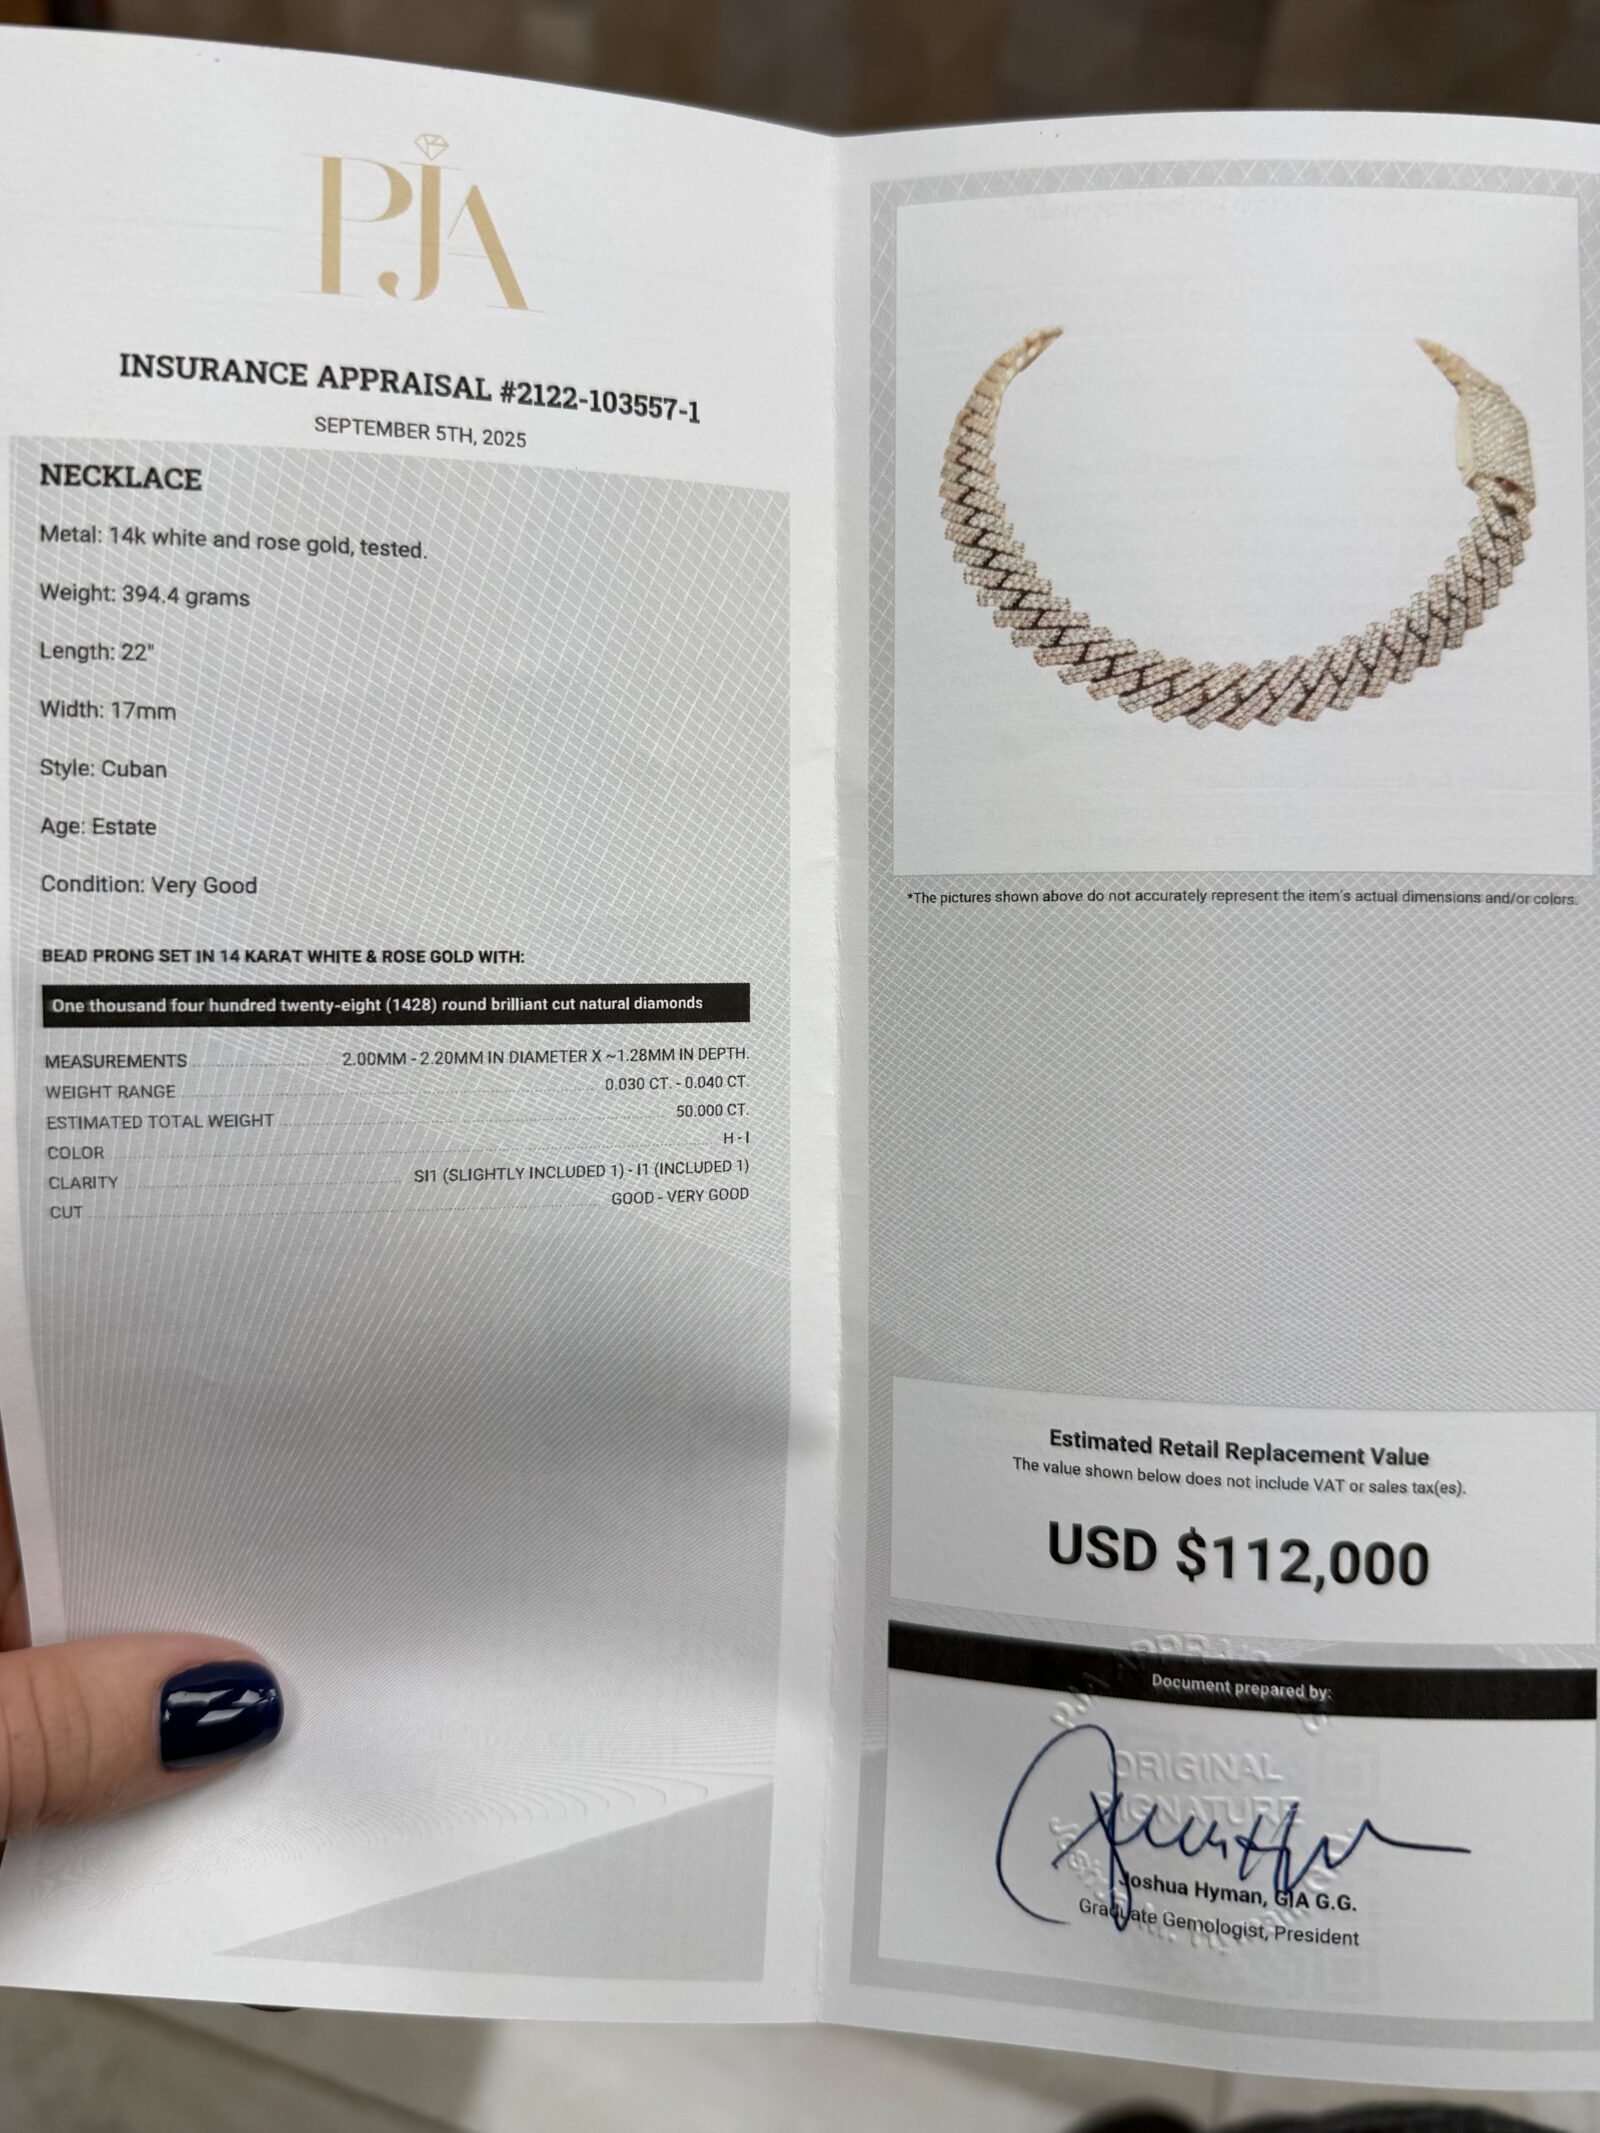 PJA
INSURANCE APPRAISAL #2122-103557-1
SEPTEMBER 5TH, 2025
NECKLACE
Metal: 14k white and rose gold, tested.
Weight: 394.4 grams
Length: 22"
Width: 17mm
Style: Cuban
Age: Estate
Condition: Very Good
BEAD PRONG SET IN 14 KARAT WHITE & ROSE GOLD WITH:
One thousand four hundred twenty-eight (1428) round brilliant cut natural diamonds
MEASUREMENTS 2.00MM - 2.20MM IN DIAMETER X ~1.28MM IN DEPTH.
WEIGHT RANGE 0.030 CT. - 0.040 CT.
ESTIMATED TOTAL WEIGHT 50.000 CT.
COLOR H - I
CLARITY SI1 (SLIGHTLY INCLUDED 1) - I1 (INCLUDED 1)
CUT GOOD - VERY GOOD
*The pictures shown above do not accurately represent the item's actual dimensions and/or colors.
Estimated Retail Replacement Value
The value shown below does not include VAT or sales tax(es).
USD $112,000
Document prepared by:
ORIGINAL
SIGNATURE
Joshua Hyman, GIA G.G.
Graduate Gemologist, President